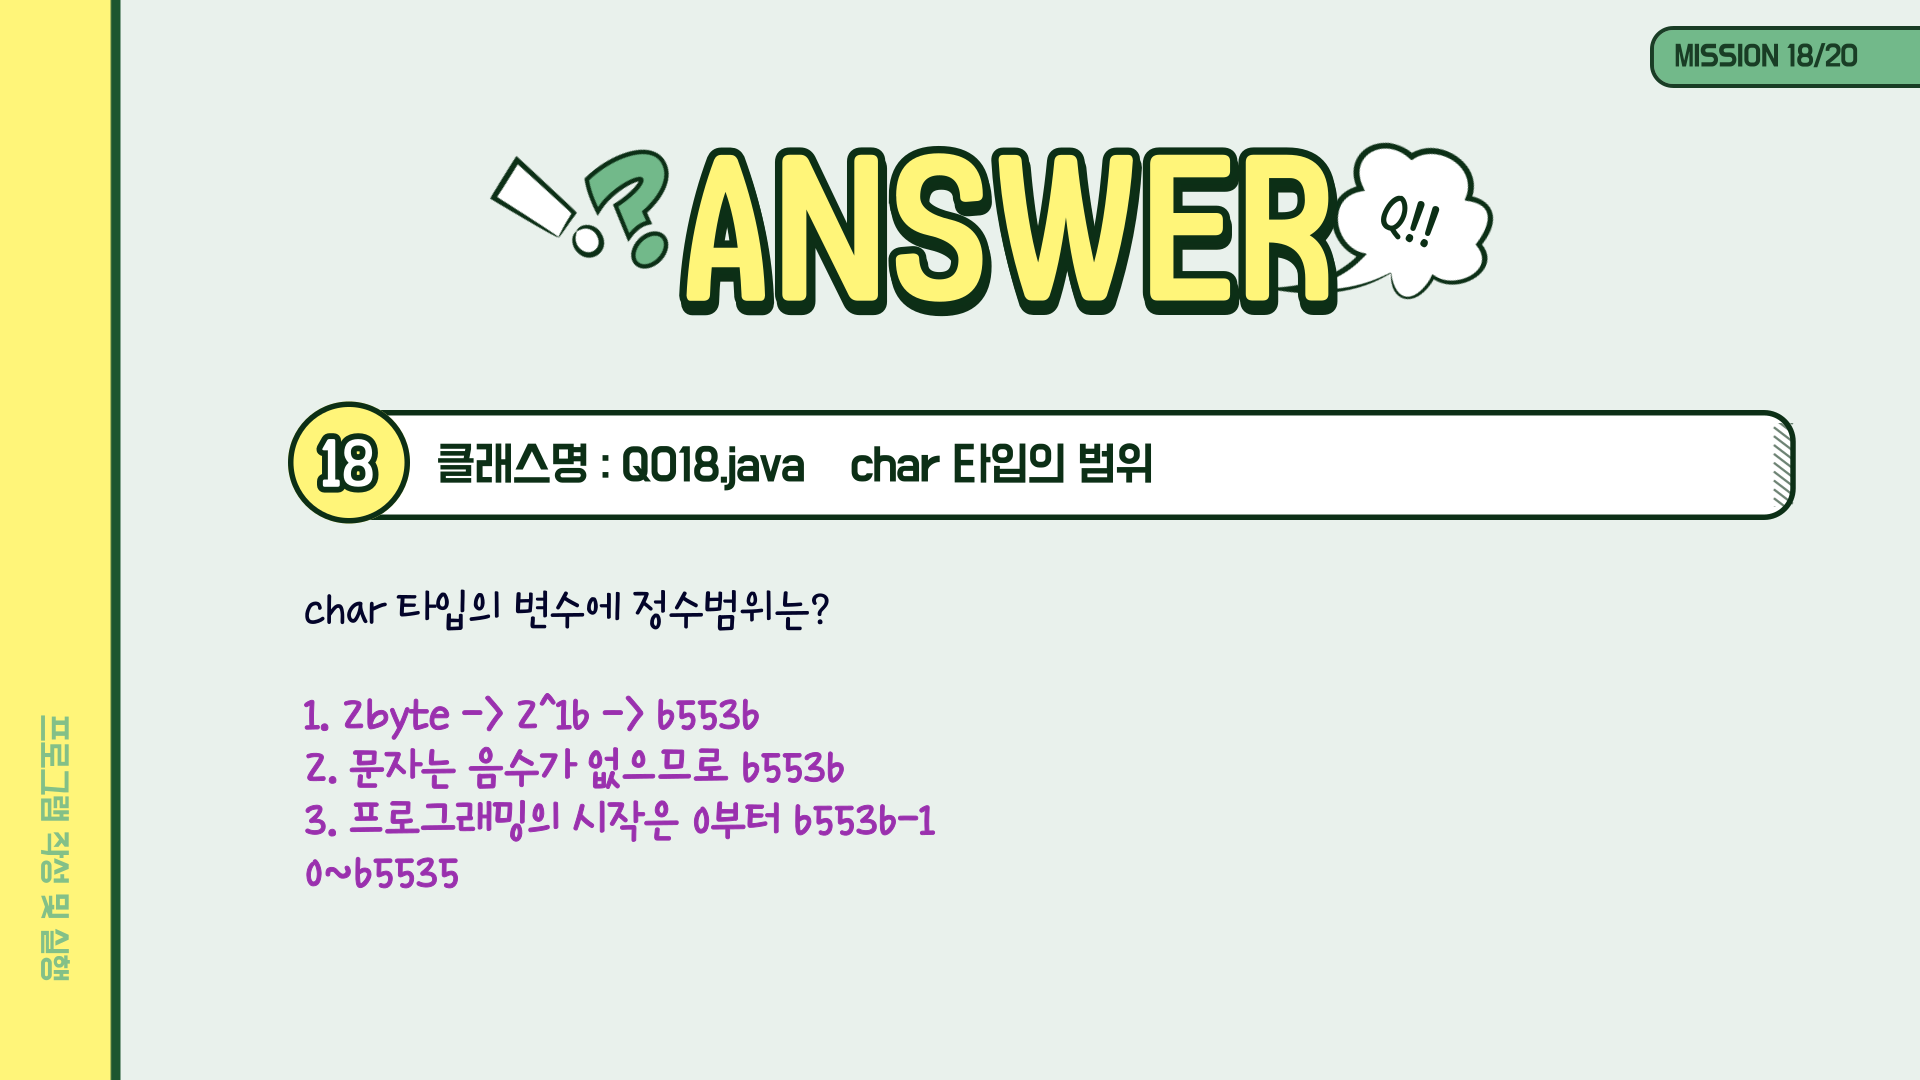 MISSION 18/20
ANSWER
Q!!
18
클래스명 : Q018.java char 타입의 범위
char 타입의 변수에 정수범위는?
1. 2byte -> 2^16 -> 65536
2. 문자는 음수가 없으므로 65536
3. 프로그래밍의 시작은 0부터 65536-1
0~65535
프로그램 작성 및 실행